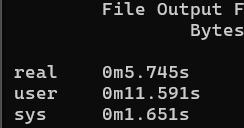 File Output F
Bytes
real 0m5.745s
user 0m11.591s
sys 0m1.651s